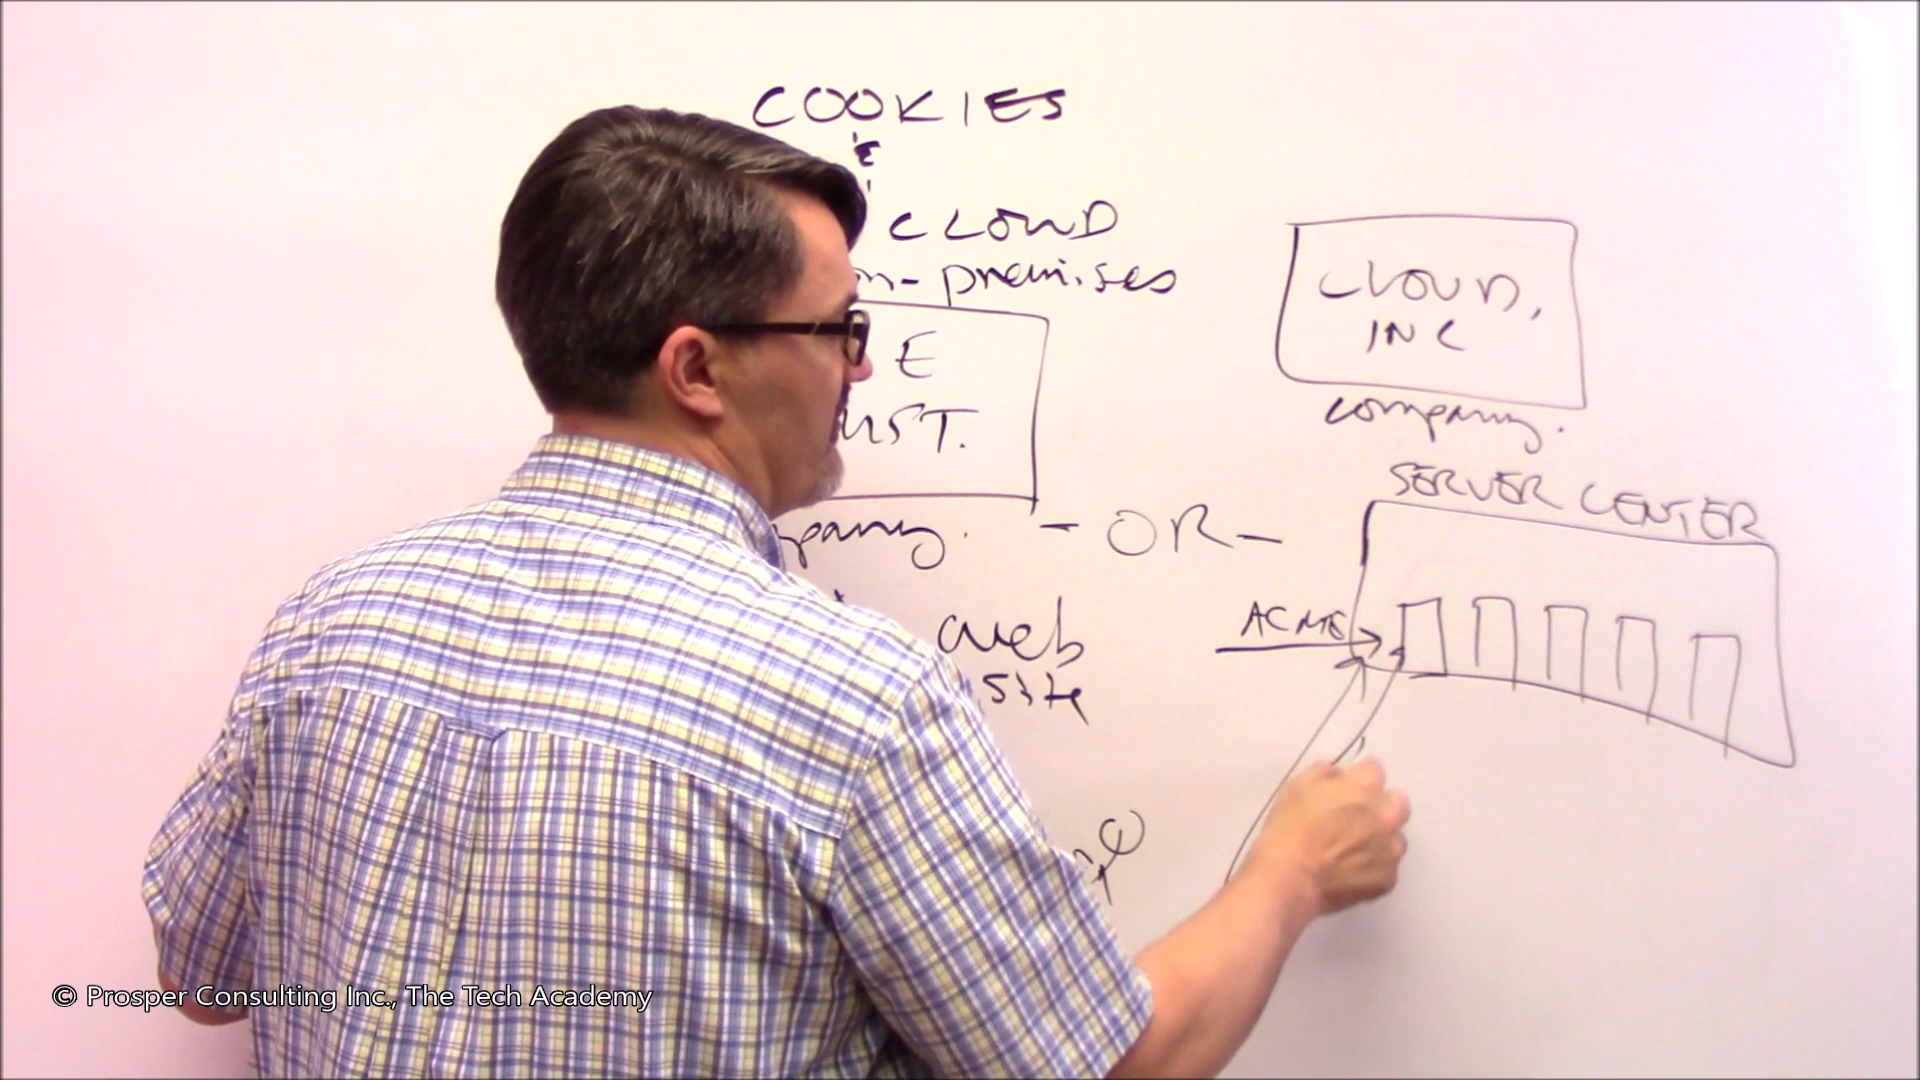 COOKIES
&
CLOUD
n-premises
E
UST.
pany.
- OR -
web
site
CLOUD,
INC
company.
SERVER CENTER
ACME
© Prosper Consulting Inc., The Tech Academy